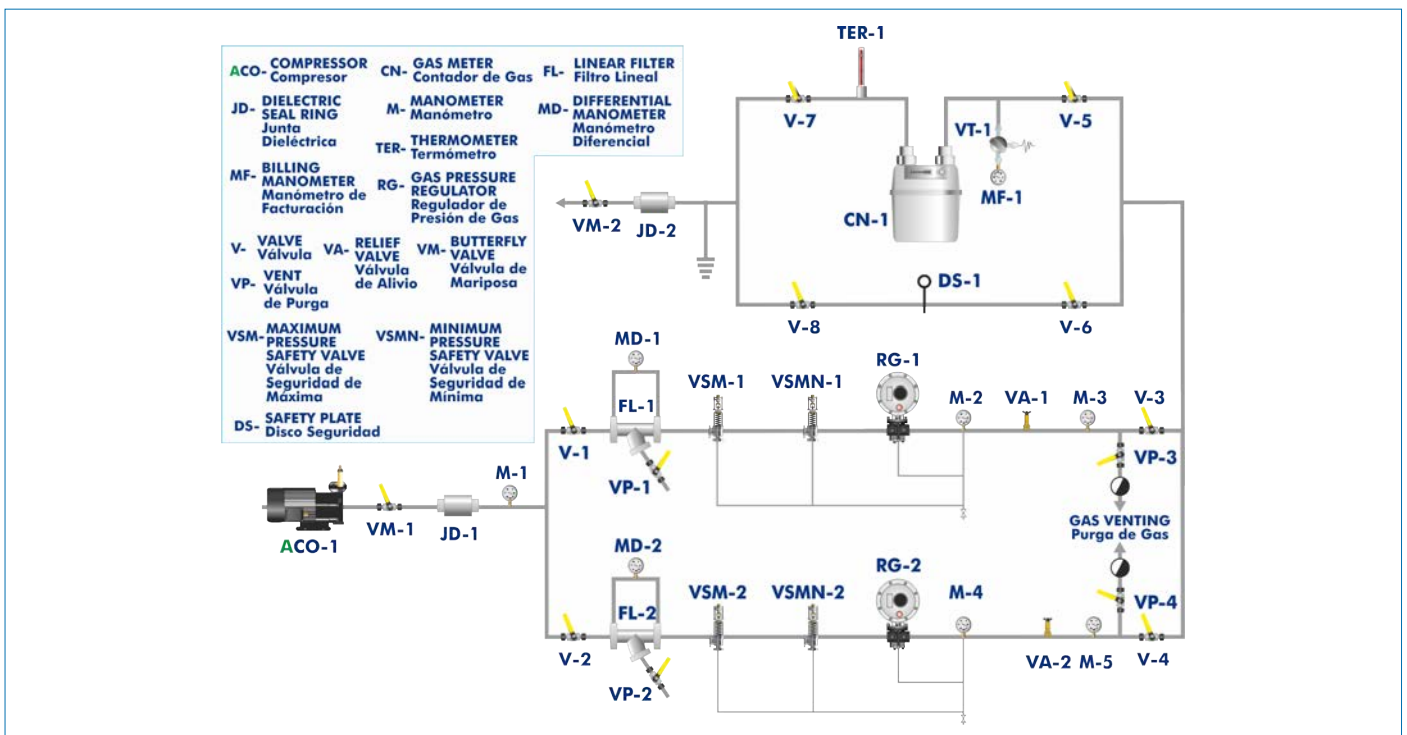 ACO- COMPRESSOR
Compresor
CN- GAS METER
Contador de Gas
FL- LINEAR FILTER
Filtro Lineal
JD- DIELECTRIC
SEAL RING
Junta
Dieléctrica
M- MANOMETER
Manómetro
MD- DIFFERENTIAL
MANOMETER
Manómetro
Diferencial
TER- THERMOMETER
Termómetro
MF- BILLING
MANOMETER
Manómetro de
Facturación
RG- GAS PRESSURE
REGULATOR
Regulador de
Presión de Gas
V- VALVE
Válvula
VA- RELIEF
VALVE
Válvula
de Alivio
VM- BUTTERFLY
VALVE
Válvula de
Mariposa
VP- VENT
Válvula
de Purga
VSM- MAXIMUM
PRESSURE
SAFETY VALVE
Válvula de
Seguridad de
Máxima
VSMN- MINIMUM
PRESSURE
SAFETY VALVE
Válvula de
Seguridad de
Mínima
DS- SAFETY PLATE
Disco Seguridad
TER-1
V-7
VT-1
V-5
MF-1
CN-1
VM-2
JD-2
DS-1
V-8
V-6
MD-1
RG-1
VSM-1
VSMN-1
FL-1
M-2
VA-1
M-3
V-3
V-1
VP-3
M-1
VP-1
VM-1
JD-1
ACO-1
GAS VENTING
Purga de Gas
MD-2
RG-2
VSM-2
VSMN-2
M-4
VP-4
FL-2
V-2
VA-2
M-5
V-4
VP-2